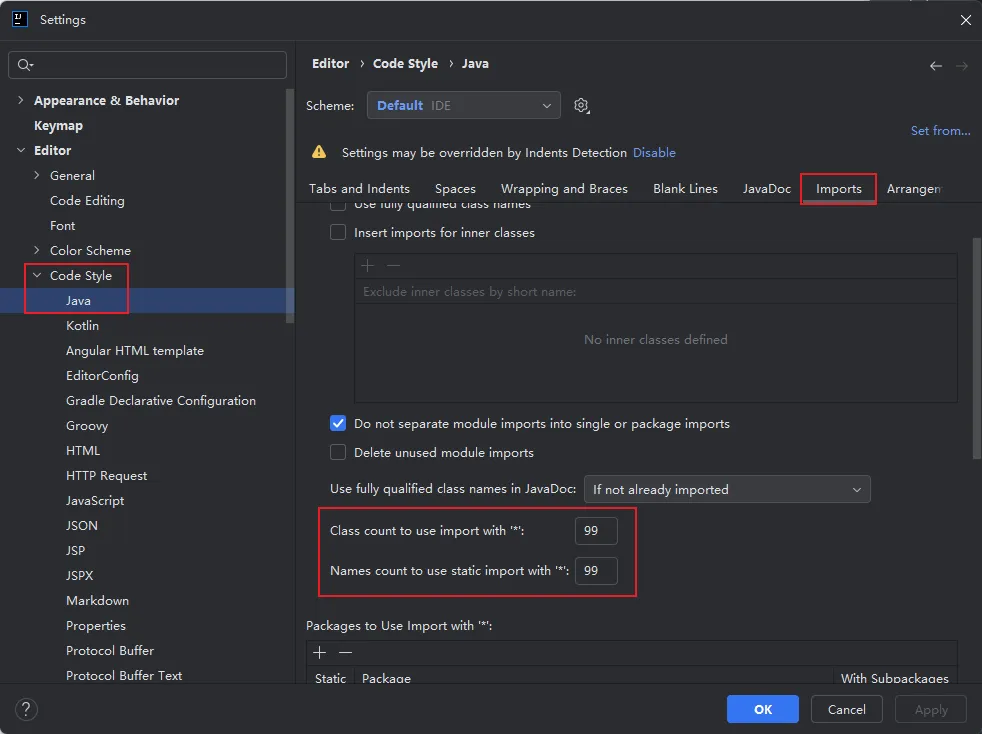 Settings
Appearance & Behavior
Keymap
Editor
General
Code Editing
Font
Color Scheme
Code Style
Java
Kotlin
Angular HTML template
EditorConfig
Gradle Declarative Configuration
Groovy
HTML
HTTP Request
JavaScript
JSON
JSP
JSPX
Markdown
Properties
Protocol Buffer
Protocol Buffer Text
?
Editor › Code Style › Java
Scheme: Default IDE
Set from...
Settings may be overridden by Indents Detection Disable
Tabs and Indents Spaces Wrapping and Braces Blank Lines JavaDoc Imports Arrangem
Use fully qualified class names
Insert imports for inner classes
Exclude inner classes by short name:
No inner classes defined
Do not separate module imports into single or package imports
Delete unused module imports
Use fully qualified class names in JavaDoc: If not already imported
Class count to use import with '*': 99
Names count to use static import with '*': 99
Packages to Use Import with '*':
Static Package With Subpackages
OK Cancel Apply